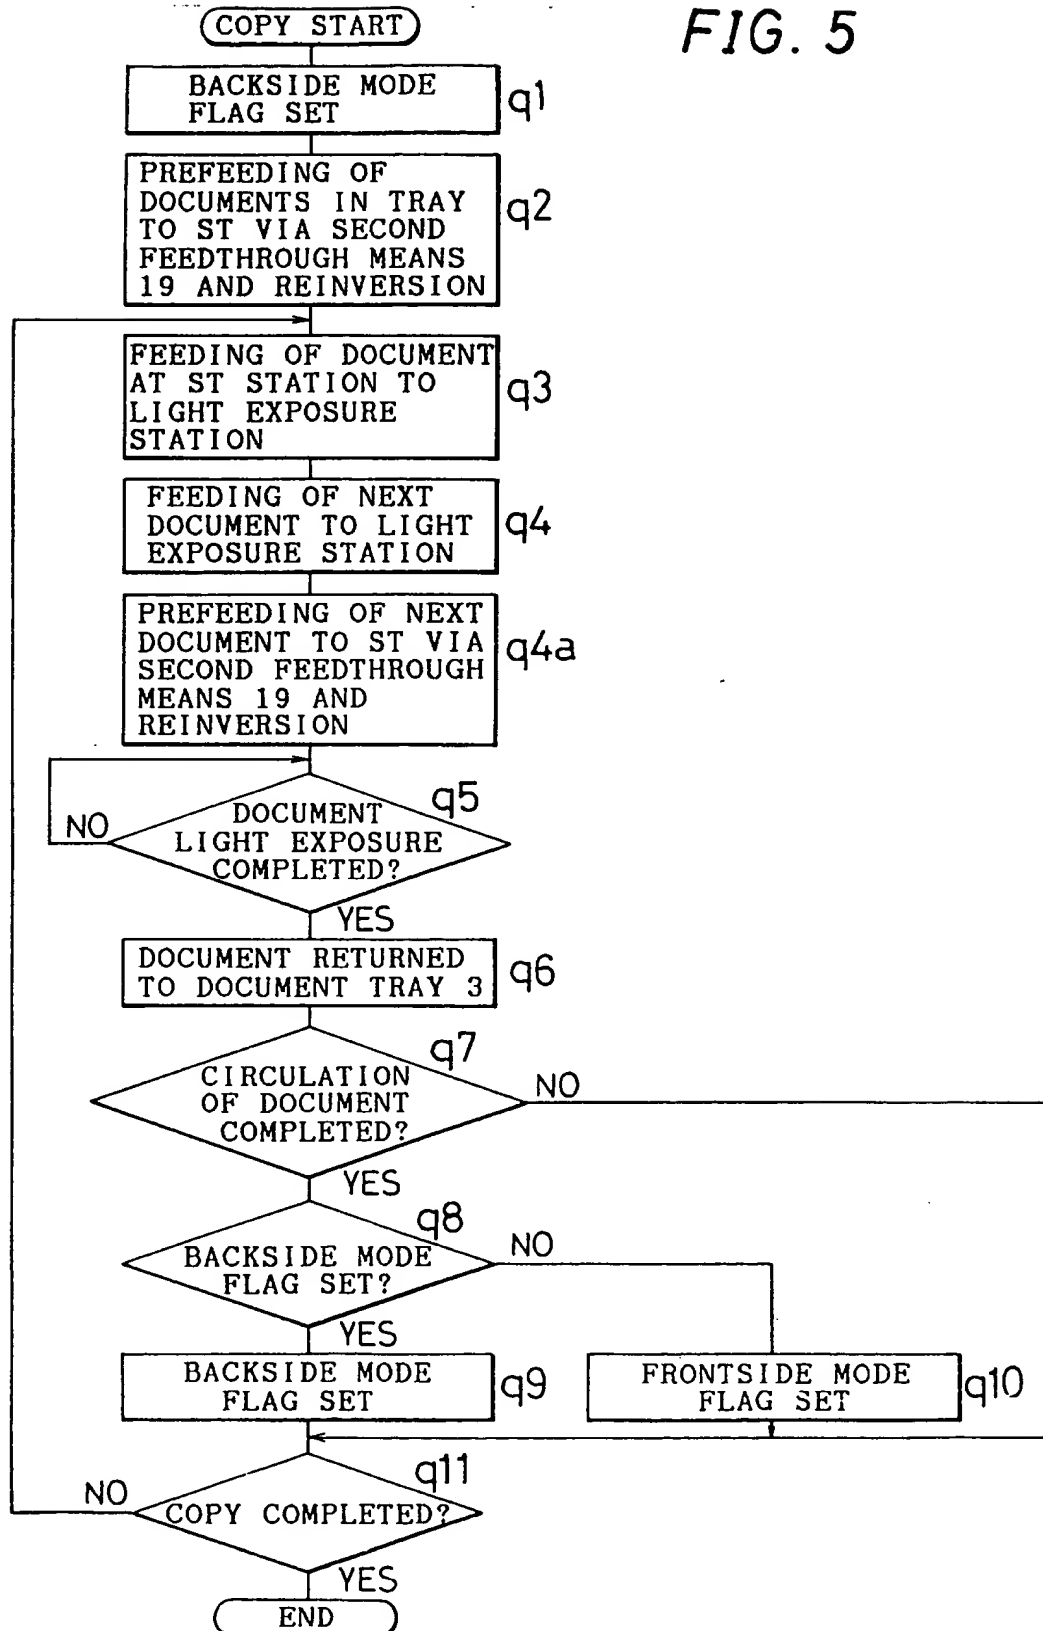 FIG. 5
COPY START
BACKSIDE MODE
FLAG SET
q1
PREFEEDING OF
DOCUMENTS IN TRAY
TO ST VIA SECOND
FEEDTHROUGH MEANS
19 AND REINVERSION
q2
FEEDING OF DOCUMENT
AT ST STATION TO
LIGHT EXPOSURE
STATION
q3
FEEDING OF NEXT
DOCUMENT TO LIGHT
EXPOSURE STATION
q4
PREFEEDING OF NEXT
DOCUMENT TO ST VIA
SECOND FEEDTHROUGH
MEANS 19 AND
REINVERSION
q4a
q5
DOCUMENT
LIGHT EXPOSURE
COMPLETED?
NO
YES
DOCUMENT RETURNED
TO DOCUMENT TRAY 3
q6
q7
CIRCULATION
OF DOCUMENT
COMPLETED?
NO
YES
q8
BACKSIDE MODE
FLAG SET?
NO
YES
BACKSIDE MODE
FLAG SET
q9
FRONTSIDE MODE
FLAG SET
q10
q11
COPY COMPLETED?
NO
YES
END